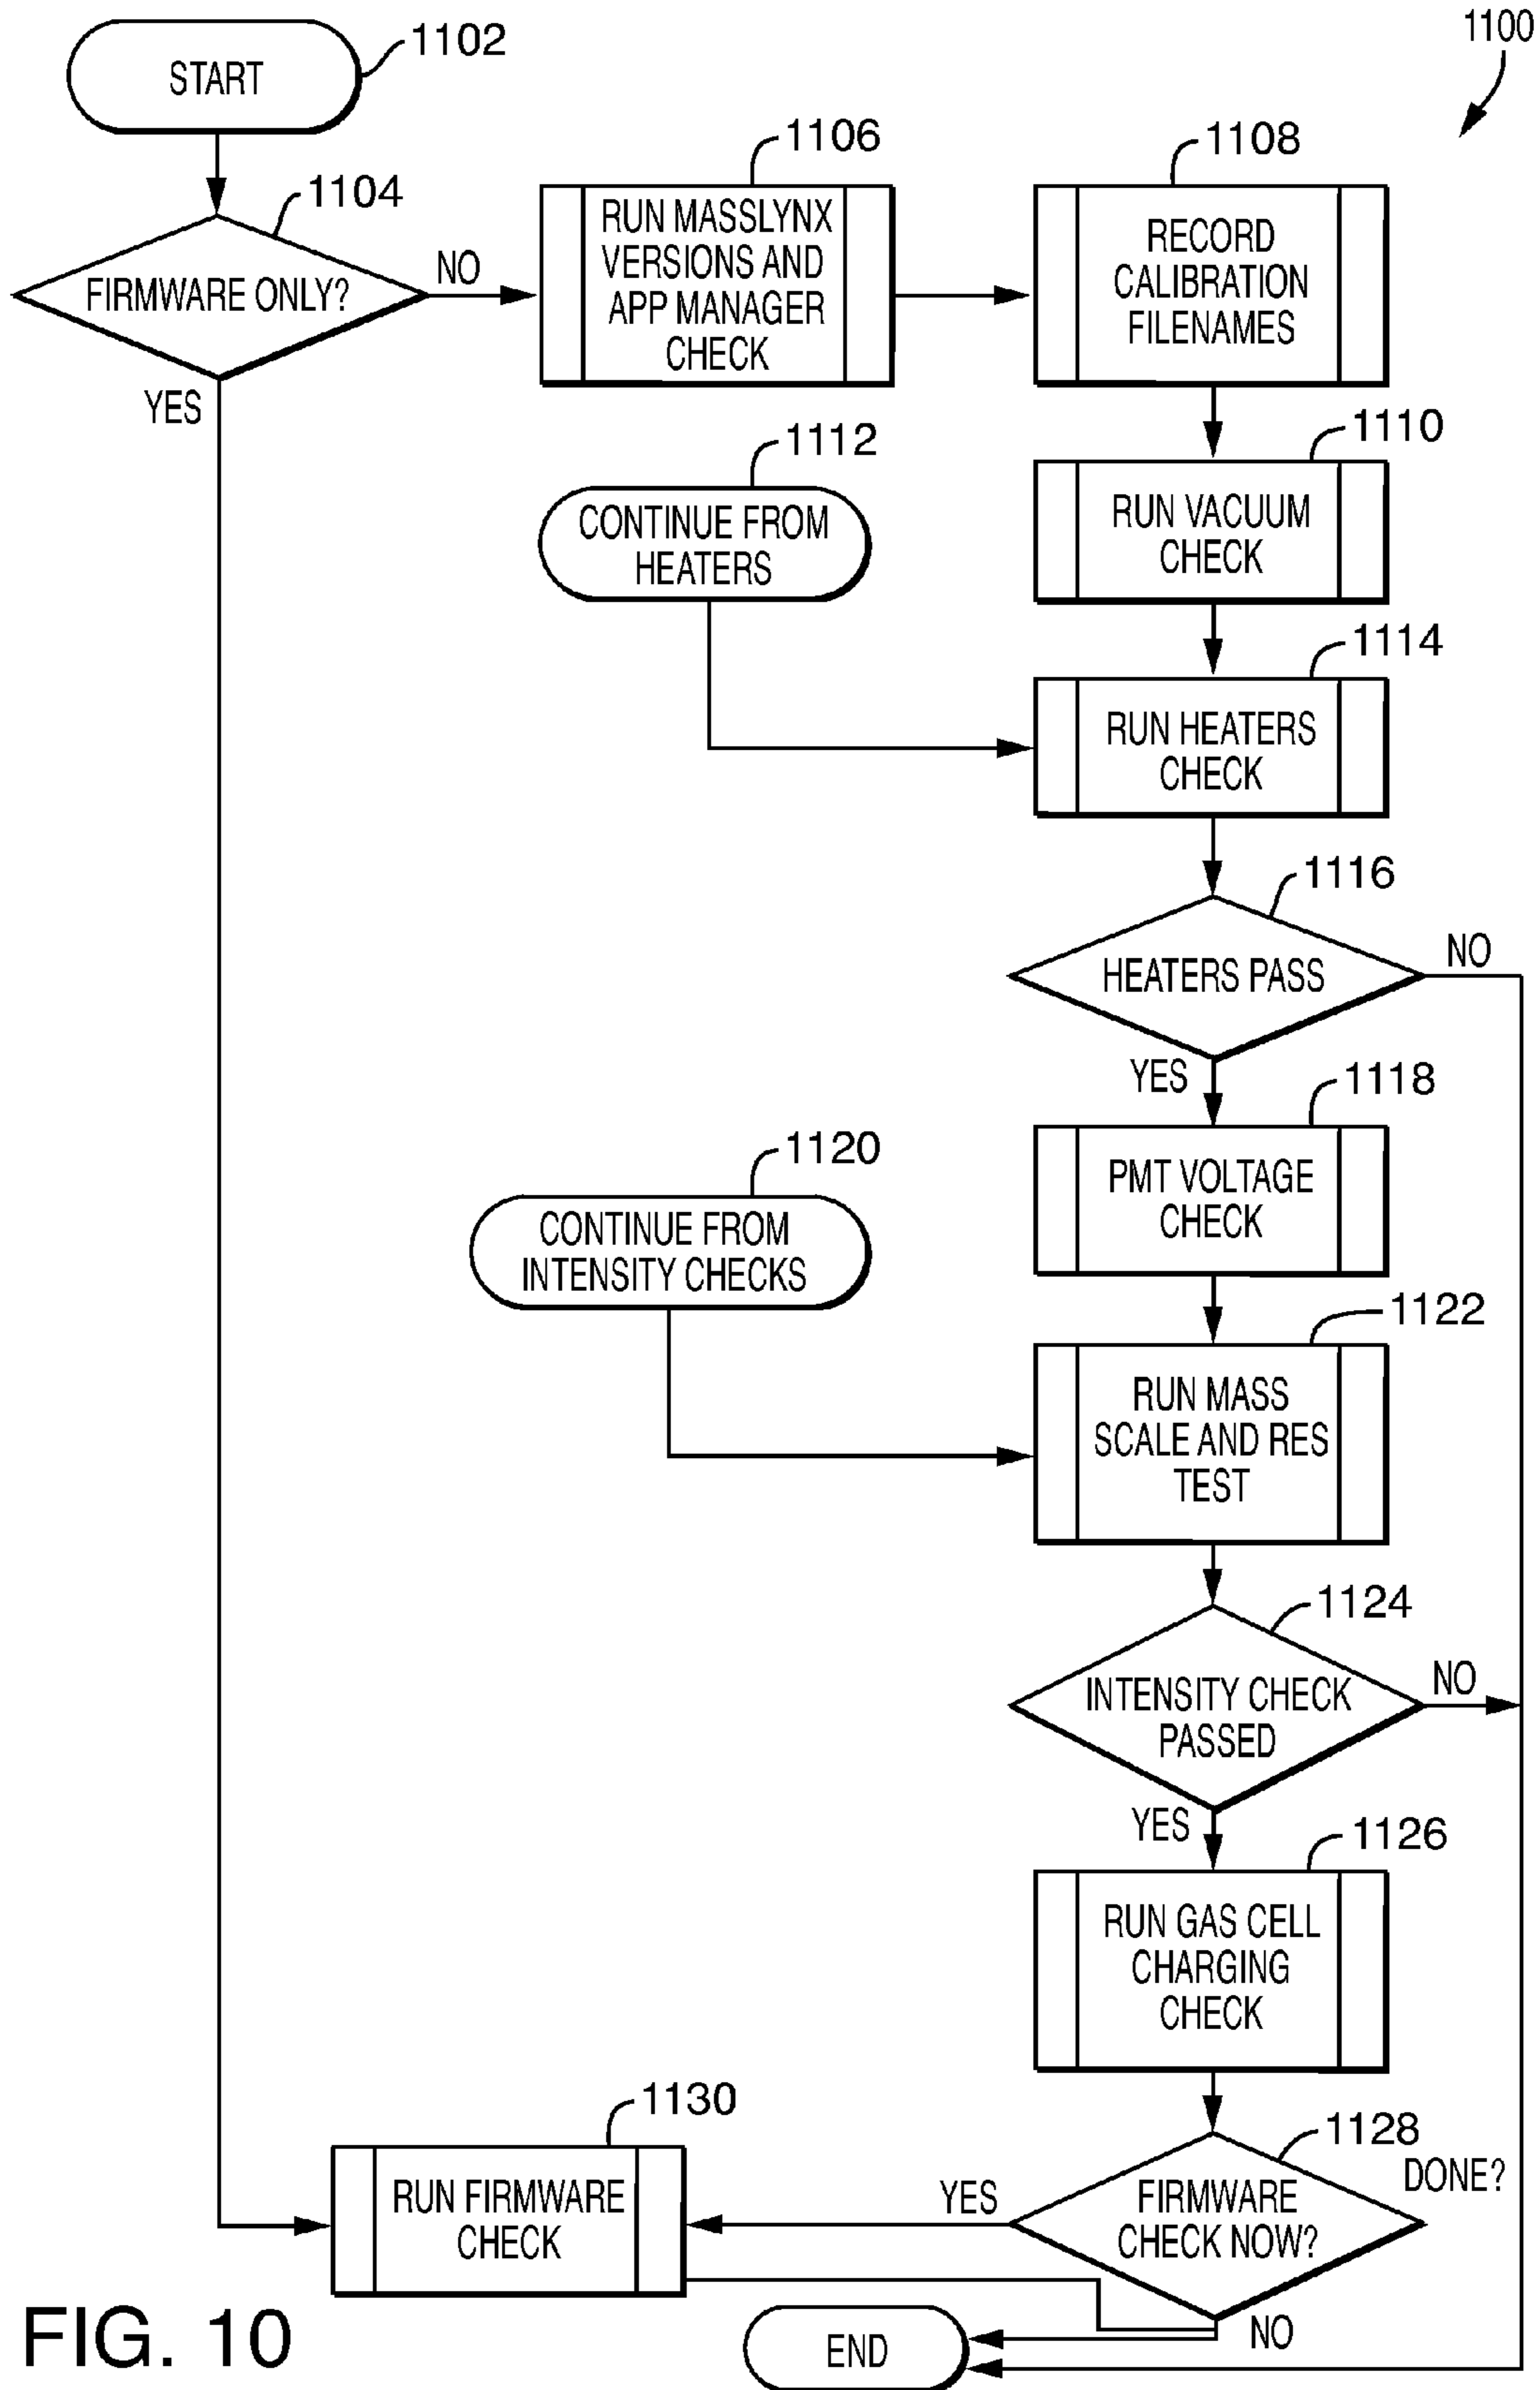 1100
START
1102
1104
FIRMWARE ONLY?
NO
YES
1106
RUN MASSLYNX
VERSIONS AND
APP MANAGER
CHECK
1108
RECORD
CALIBRATION
FILENAMES
1110
RUN VACUUM
CHECK
1112
CONTINUE FROM
HEATERS
1114
RUN HEATERS
CHECK
1116
HEATERS PASS
NO
YES
1118
PMT VOLTAGE
CHECK
1120
CONTINUE FROM
INTENSITY CHECKS
1122
RUN MASS
SCALE AND RES
TEST
1124
INTENSITY CHECK
PASSED
NO
YES
1126
RUN GAS CELL
CHARGING
CHECK
1128
DONE?
FIRMWARE
CHECK NOW?
YES
NO
1130
RUN FIRMWARE
CHECK
END
FIG. 10